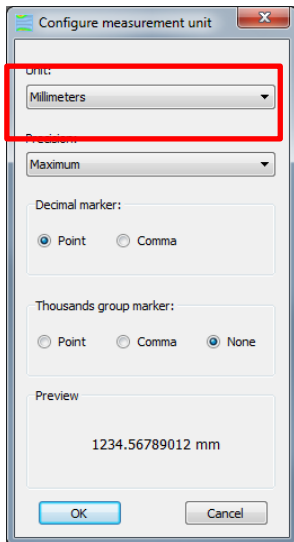 Configure measurement unit
Unit:
Millimeters
Precision:
Maximum
Decimal marker:
Point Comma
Thousands group marker:
Point Comma None
Preview
1234.56789012 mm
OK Cancel